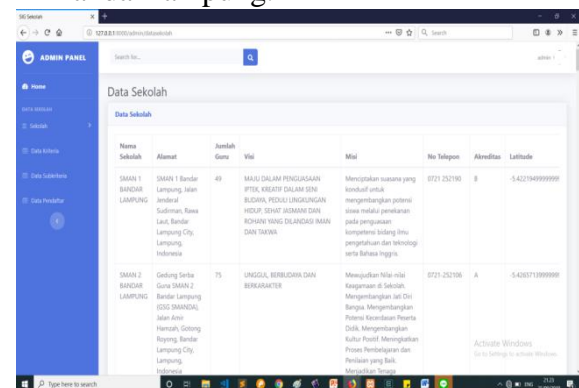 SIG Sekolah
127.0.0.1:8000/admin/datasekolah
Search
ADMIN PANEL
Search for...
admin 1
Home
Data Sekolah
DATA SEKOLAH
Data Sekolah
Sekolah
Nama Sekolah Alamat Jumlah Guru Visi Misi No Telepon Akreditas Latitude
Data Kriteria
Data Subkriteria
Data Pendaftar
SMAN 1
BANDAR
LAMPUNG
SMAN 1 Bandar
Lampung, Jalan
Jenderal
Sudirman, Rawa
Laut, Bandar
Lampung City,
Lampung,
Indonesia
49
MAJU DALAM PENGUASAAN
IPTEK, KREATIF DALAM SENI
BUDAYA, PEDULI LINGKUNGAN
HIDUP, SEHAT JASMANI DAN
ROHANI YANG DILANDASI IMAN
DAN TAKWA
Menciptakan suasana yang
kondusif untuk
mengembangkan potensi
siswa melalui penekanan
pada penguasaan
kompetensi bidang ilmu
pengetahuan dan teknologi
serta Bahasa Inggris.
0721 252190
B
SMAN 2
BANDAR
LAMPUNG
Gedung Serba
Guna SMAN 2
Bandar Lampung
(GSG SMANDA),
Jalan Amir
Hamzah, Gotong
Royong, Bandar
Lampung City,
Lampung,
Indonesia
75
UNGGUL, BERBUDAYA DAN
BERKARAKTER
Mewujudkan Nilai-nilai
Keagamaan di Sekolah.
Mengembangkan Jati Diri
Bangsa. Mengembangkan
Potensi Kecerdasan Peserta
Didik. Mengembangkan
Kultur Positif. Meningkatkan
Proses Pembelajaran dan
Penilaian yang Baik.
Menjadikan Tenaga
0721-252106
A
Activate Windows
Go to Settings to activate Windows.
Type here to search
ENG
21:23